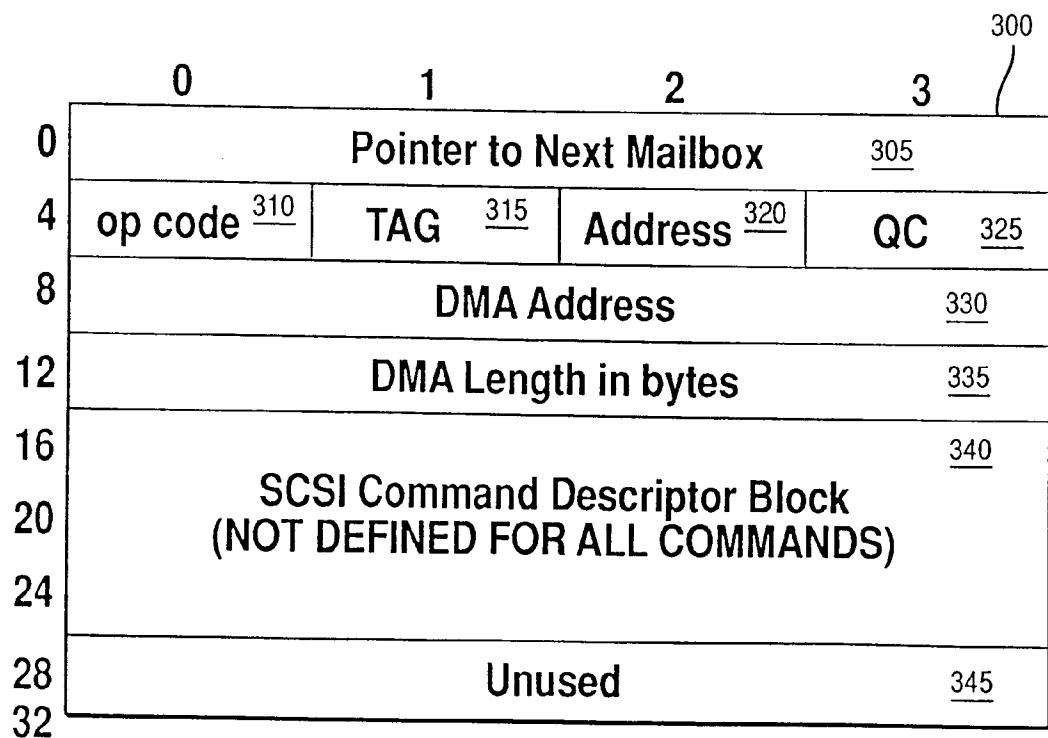 300
0 1 2 3
0 Pointer to Next Mailbox 305
4 op code 310 TAG 315 Address 320 QC 325
8 DMA Address 330
12 DMA Length in bytes 335
16 340
SCSI Command Descriptor Block
20
(NOT DEFINED FOR ALL COMMANDS)
24
28 Unused 345
32